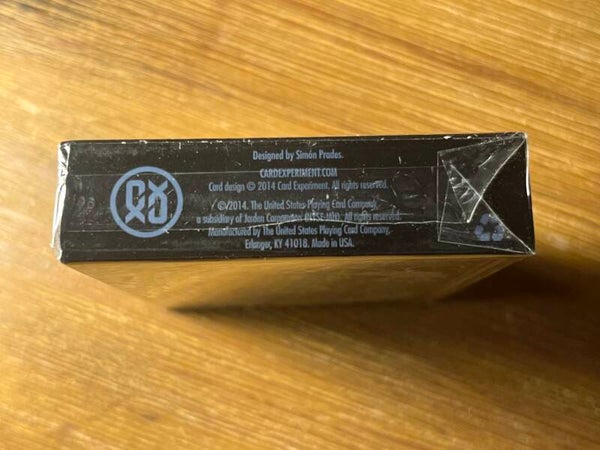 Designed by Simón Prades.
CARDEXPERIMENT.COM
Card design © 2014 Card Experiment. All rights reserved.
©/2014. The United States Playing Card Company,
a subsidiary of Jarden Corporation (NYSE-JAH). All rights reserved.
Manufactured by The United States Playing Card Company,
Erlanger, KY 41018. Made in USA.